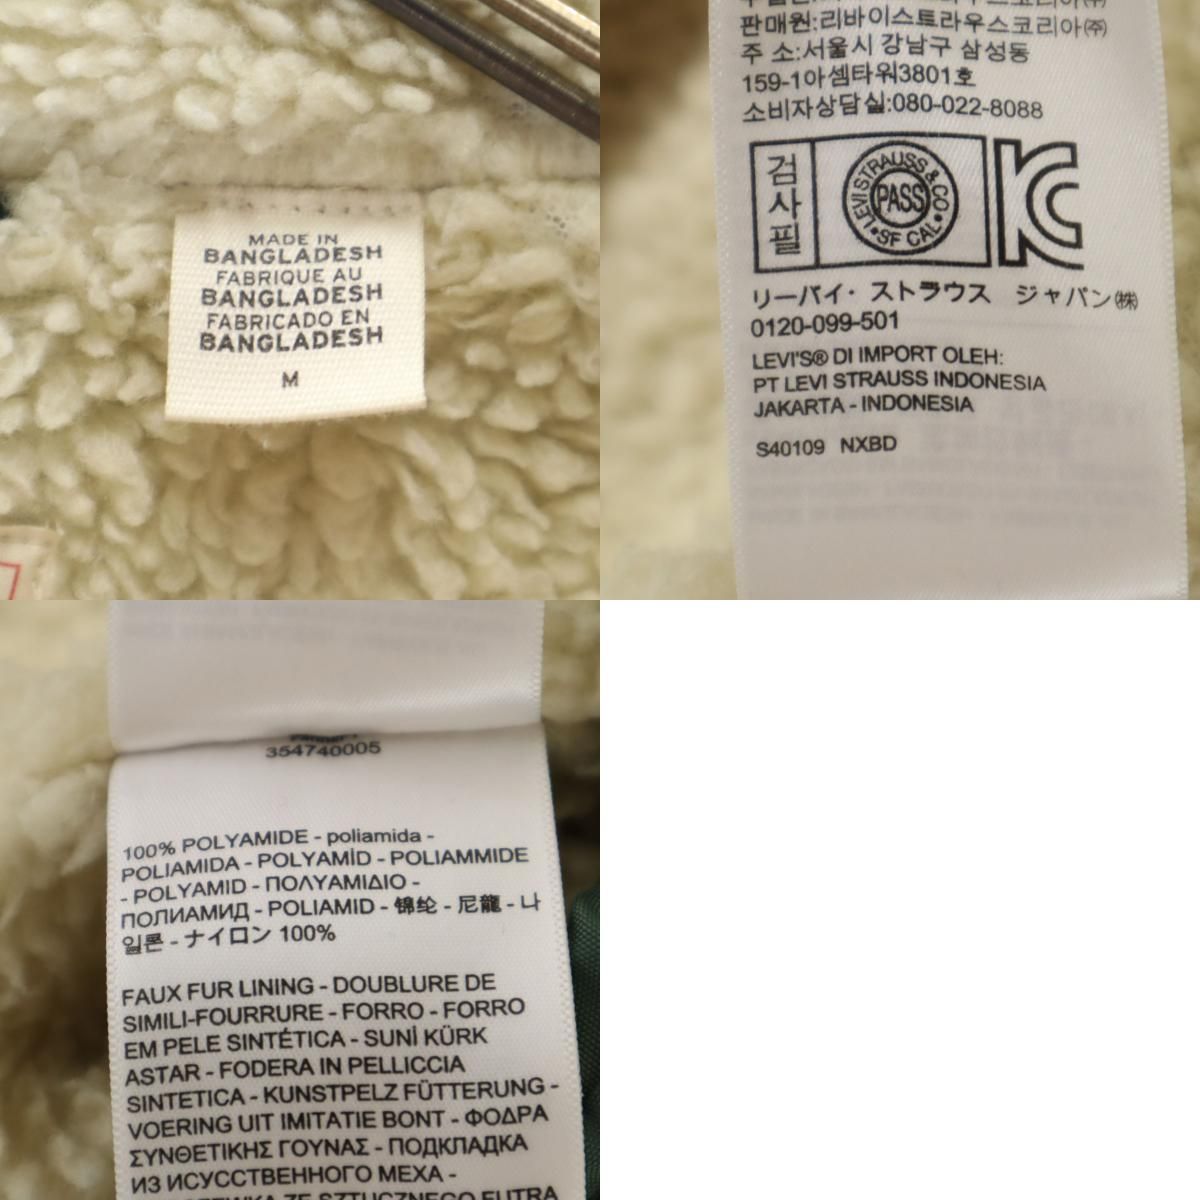 MADE IN
BANGLADESH
FABRIQUE AU
BANGLADESH
FABRICADO EN
BANGLADESH
M
판매원:리바이스트라우스코리아㈜
주 소:서울시 강남구 삼성동
159-1아셈타워3801호
소비자상담실:080-022-8088
검사필
LEVI STRAUSS & CO
PASS
SF CAL
KC
リーバイ・ストラウス ジャパン㈱
0120-099-501
LEVI'S® DI IMPORT OLEH:
PT LEVI STRAUSS INDONESIA
JAKARTA - INDONESIA
S40109 NXBD
354740005
100% POLYAMIDE - poliamida -
POLIAMIDA - POLYAMİD - POLIAMMIDE
- POLYAMID - ΠΟΛΥΑΜΙΔΙΟ -
ПОЛИАМИД - POLIAMID - 锦纶 - 尼龍 - 나
일론 - ナイロン 100%
FAUX FUR LINING - DOUBLURE DE
SIMILI-FOURRURE - FORRO - FORRO
EM PELE SINTÉTICA - SUNİ KÜRK
ASTAR - FODERA IN PELLICCIA
SINTETICA - KUNSTPELZ FÜTTERUNG -
VOERING UIT IMITATIE BONT - ΦΟΔΡΑ
ΣΥΝΘΕΤΙΚΗΣ ΓΟΥΝΑΣ - ПОДКЛАДКА
ИЗ ИСКУССТВЕННОГО МЕХА -
ZE SZTUCZNEGO FUTRA